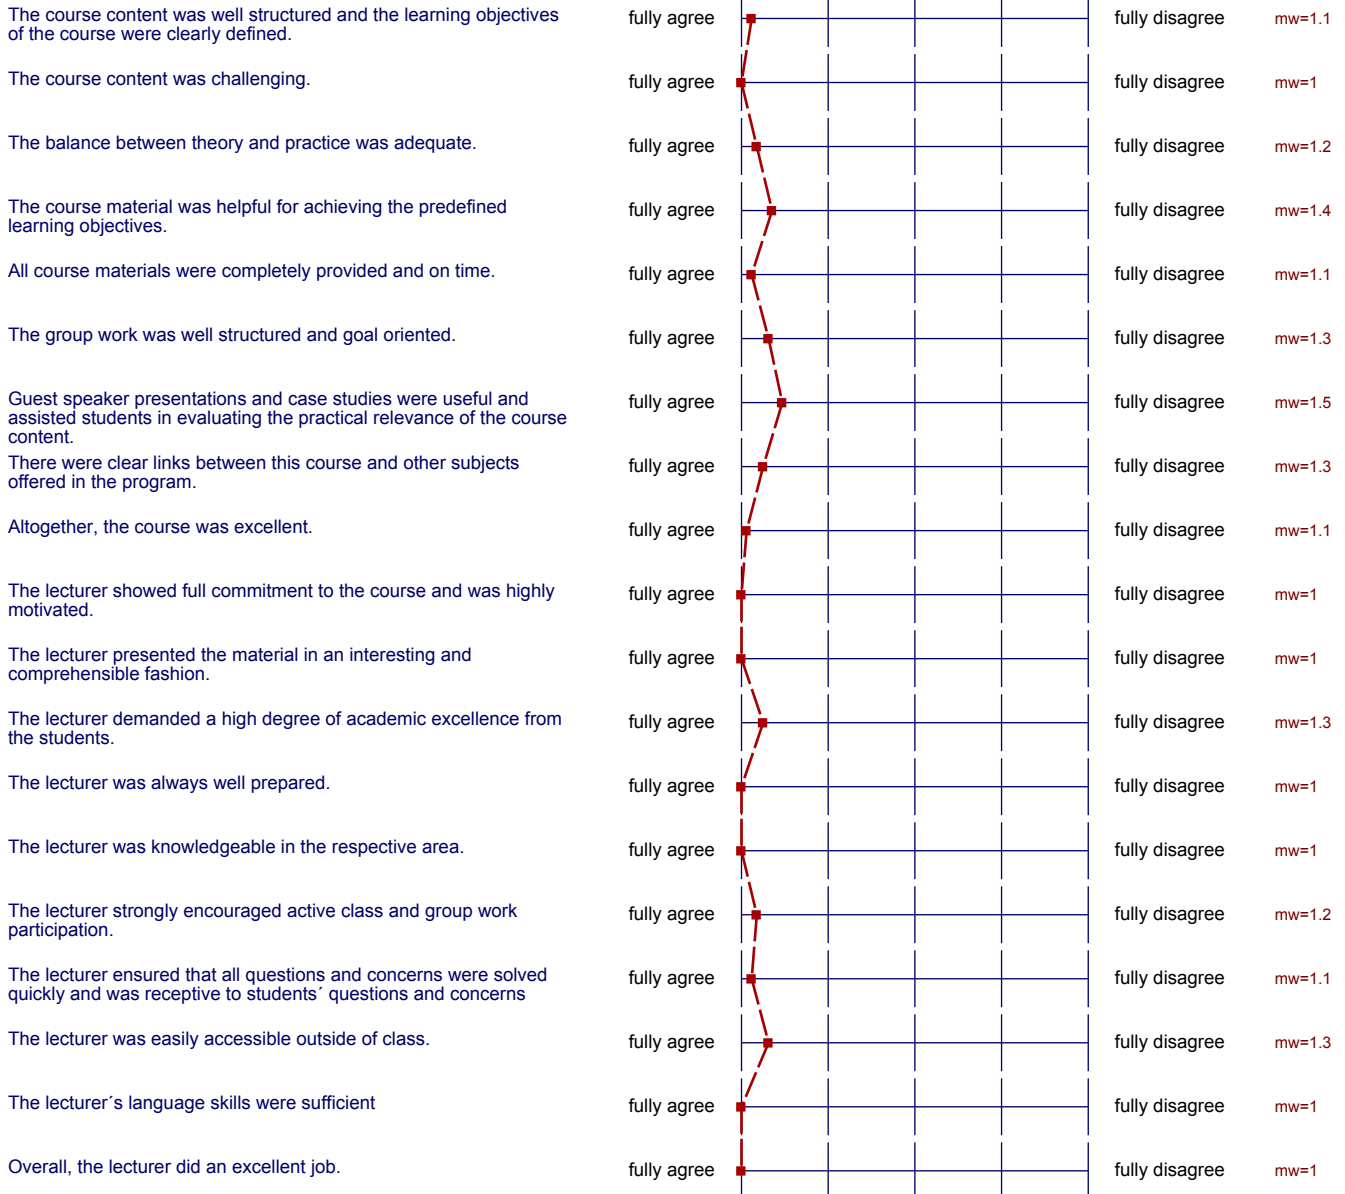 The course content was well structured and the learning objectives
of the course were clearly defined.
fully agree
fully disagree
mw=1.1
The course content was challenging.
fully agree
fully disagree
mw=1
The balance between theory and practice was adequate.
fully agree
fully disagree
mw=1.2
The course material was helpful for achieving the predefined
learning objectives.
fully agree
fully disagree
mw=1.4
All course materials were completely provided and on time.
fully agree
fully disagree
mw=1.1
The group work was well structured and goal oriented.
fully agree
fully disagree
mw=1.3
Guest speaker presentations and case studies were useful and
assisted students in evaluating the practical relevance of the course
content.
fully agree
fully disagree
mw=1.5
There were clear links between this course and other subjects
offered in the program.
fully agree
fully disagree
mw=1.3
Altogether, the course was excellent.
fully agree
fully disagree
mw=1.1
The lecturer showed full commitment to the course and was highly
motivated.
fully agree
fully disagree
mw=1
The lecturer presented the material in an interesting and
comprehensible fashion.
fully agree
fully disagree
mw=1
The lecturer demanded a high degree of academic excellence from
the students.
fully agree
fully disagree
mw=1.3
The lecturer was always well prepared.
fully agree
fully disagree
mw=1
The lecturer was knowledgeable in the respective area.
fully agree
fully disagree
mw=1
The lecturer strongly encouraged active class and group work
participation.
fully agree
fully disagree
mw=1.2
The lecturer ensured that all questions and concerns were solved
quickly and was receptive to students´ questions and concerns
fully agree
fully disagree
mw=1.1
The lecturer was easily accessible outside of class.
fully agree
fully disagree
mw=1.3
The lecturer´s language skills were sufficient
fully agree
fully disagree
mw=1
Overall, the lecturer did an excellent job.
fully agree
fully disagree
mw=1